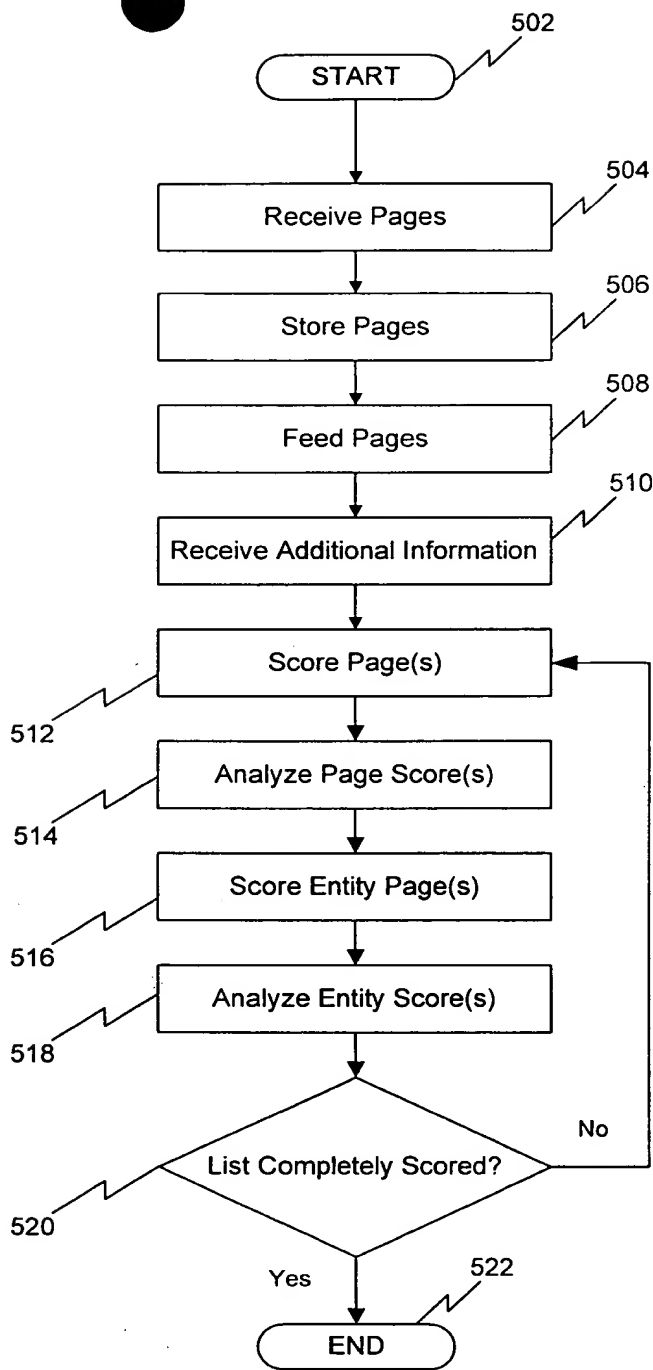 502
START
504
Receive Pages
506
Store Pages
508
Feed Pages
510
Receive Additional Information
Score Page(s)
512
Analyze Page Score(s)
514
Score Entity Page(s)
516
Analyze Entity Score(s)
518
No
List Completely Scored?
520
Yes
522
END